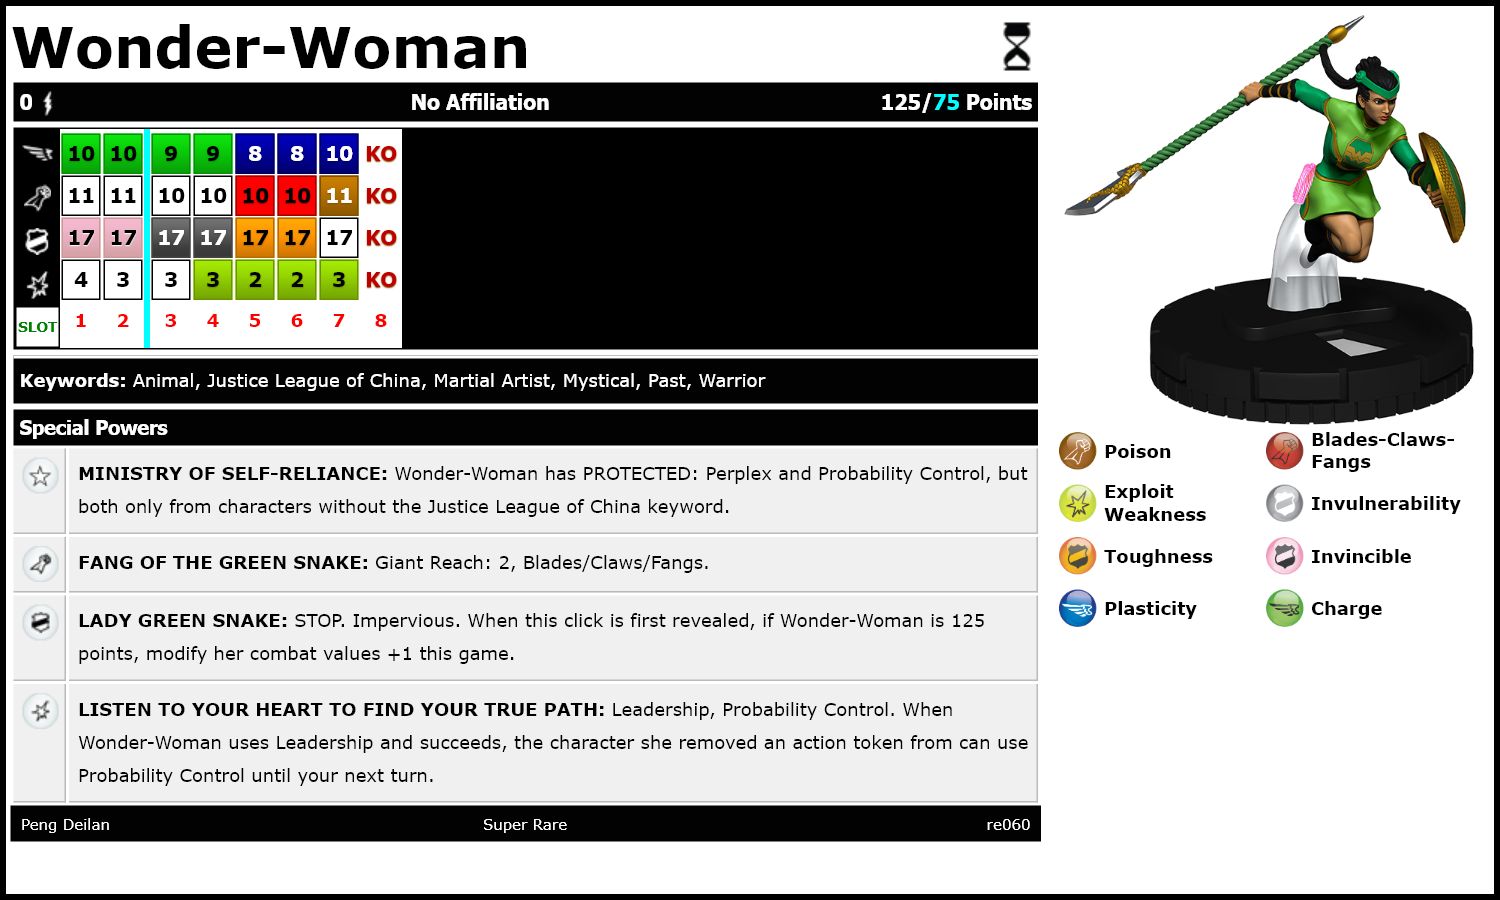 Wonder-Woman
0 No Affiliation 125/75 Points
10 10 9 9 8 8 10 KO
11 11 10 10 10 10 11 KO
17 17 17 17 17 17 17 KO
4 3 3 3 2 2 3 KO
SLOT 1 2 3 4 5 6 7 8
Keywords: Animal, Justice League of China, Martial Artist, Mystical, Past, Warrior
Special Powers
MINISTRY OF SELF-RELIANCE: Wonder-Woman has PROTECTED: Perplex and Probability Control, but
both only from characters without the Justice League of China keyword.
FANG OF THE GREEN SNAKE: Giant Reach: 2, Blades/Claws/Fangs.
LADY GREEN SNAKE: STOP. Impervious. When this click is first revealed, if Wonder-Woman is 125
points, modify her combat values +1 this game.
LISTEN TO YOUR HEART TO FIND YOUR TRUE PATH: Leadership, Probability Control. When
Wonder-Woman uses Leadership and succeeds, the character she removed an action token from can use
Probability Control until your next turn.
Peng Deilan Super Rare re060
Poison
Blades-Claws-
Fangs
Exploit
Weakness
Invulnerability
Toughness
Invincible
Plasticity
Charge